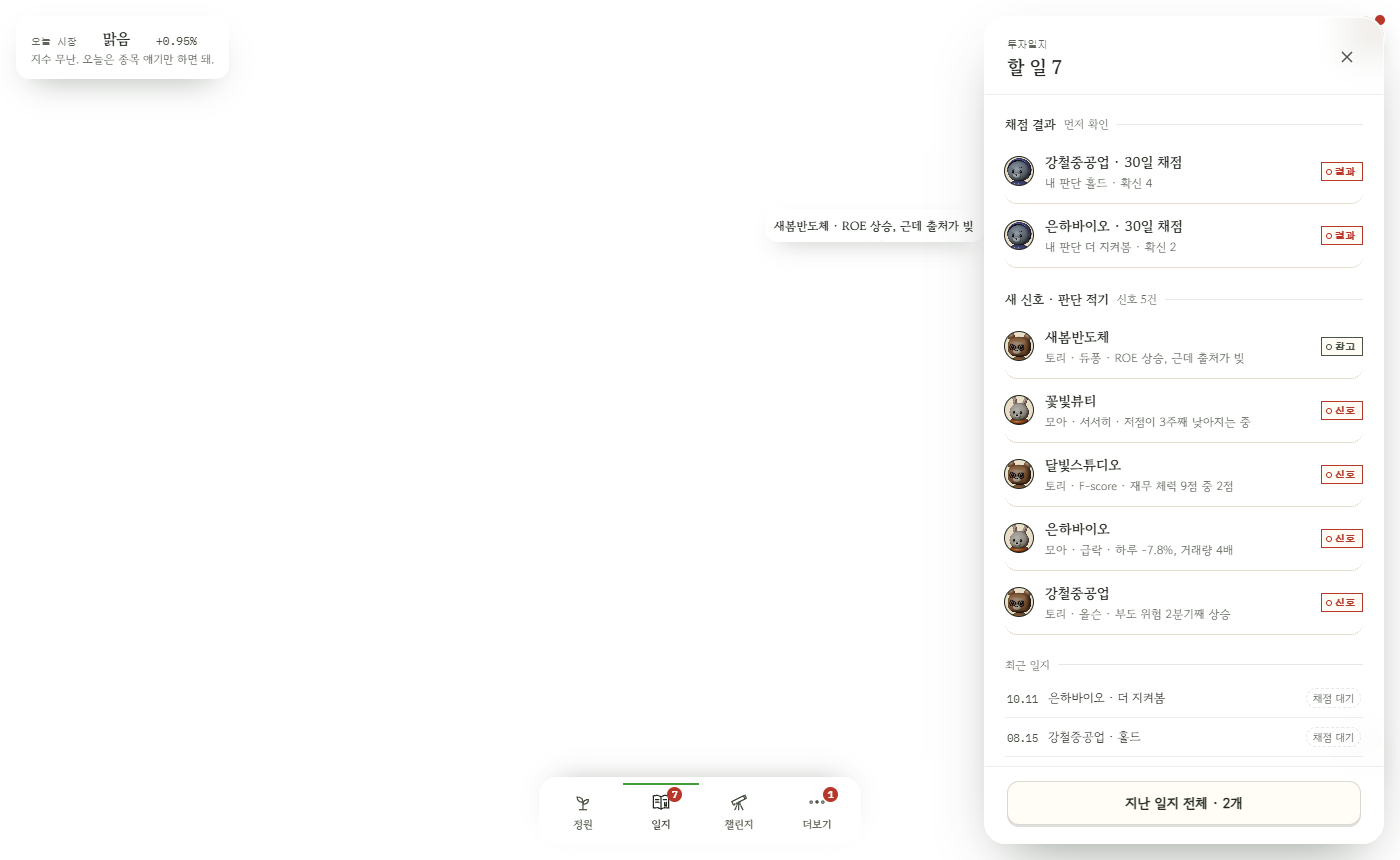 오늘 시장 맑음 +0.95%
지수 무난. 오늘은 종목 얘기만 하면 돼.
투자일지
할 일 7
채점 결과 먼저 확인
강철중공업 · 30일 채점
내 판단 홀드 · 확신 4
결과
은하바이오 · 30일 채점
내 판단 더 지켜봄 · 확신 2
결과
새봄반도체 · ROE 상승, 근데 출처가 빚
새 신호 · 판단 적기 신호 5건
새봄반도체
토리 · 듀퐁 · ROE 상승, 근데 출처가 빚
참고
꽃빛뷰티
모아 · 서서히 · 저점이 3주째 낮아지는 중
신호
달빛스튜디오
토리 · F-score · 재무 체력 9점 중 2점
신호
은하바이오
모아 · 급락 · 하루 -7.8%, 거래량 4배
신호
강철중공업
토리 · 올슨 · 부도 위험 2분기째 상승
신호
최근 일지
10.11 은하바이오 · 더 지켜봄 채점 대기
08.15 강철중공업 · 홀드 채점 대기
지난 일지 전체 · 2개
7
1
정원 일지 챌린지 더보기